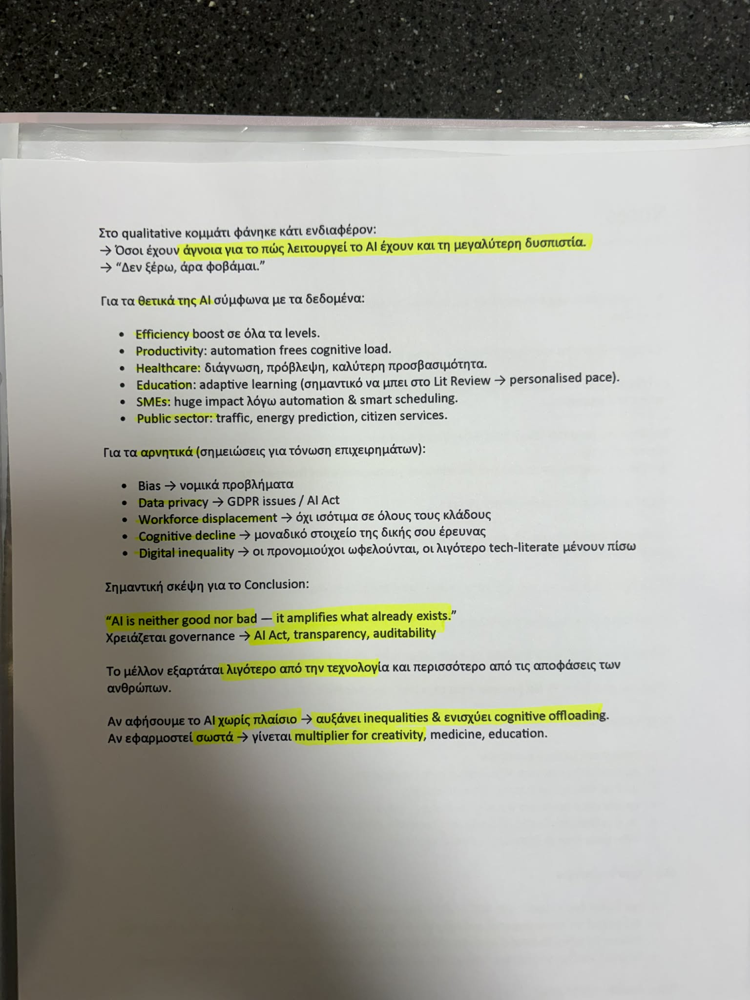 Στο qualitative κομμάτι φάνηκε κάτι ενδιαφέρον:
→ Όσοι έχουν άγνοια για το πώς λειτουργεί το AI έχουν και τη μεγαλύτερη δυσπιστία.
→ “Δεν ξέρω, άρα φοβάμαι.”
Για τα θετικά της AI σύμφωνα με τα δεδομένα:
• Efficiency boost σε όλα τα levels.
• Productivity: automation frees cognitive load.
• Healthcare: διάγνωση, πρόβλεψη, καλύτερη προσβασιμότητα.
• Education: adaptive learning (σημαντικό να μπει στο Lit Review → personalised pace).
• SMEs: huge impact λόγω automation & smart scheduling.
• Public sector: traffic, energy prediction, citizen services.
Για τα αρνητικά (σημειώσεις για τόνωση επιχειρημάτων):
• Bias → νομικά προβλήματα
• Data privacy → GDPR issues / AI Act
• Workforce displacement → όχι ισότιμα σε όλους τους κλάδους
• Cognitive decline → μοναδικό στοιχείο της δικής σου έρευνας
• Digital inequality → οι προνομιούχοι ωφελούνται, οι λιγότερο tech-literate μένουν πίσω
Σημαντική σκέψη για το Conclusion:
“AI is neither good nor bad — it amplifies what already exists.”
Χρειάζεται governance → AI Act, transparency, auditability
Το μέλλον εξαρτάται λιγότερο από την τεχνολογία και περισσότερο από τις αποφάσεις των
ανθρώπων.
Αν αφήσουμε το AI χωρίς πλαίσιο → αυξάνει inequalities & ενισχύει cognitive offloading.
Αν εφαρμοστεί σωστά → γίνεται multiplier for creativity, medicine, education.